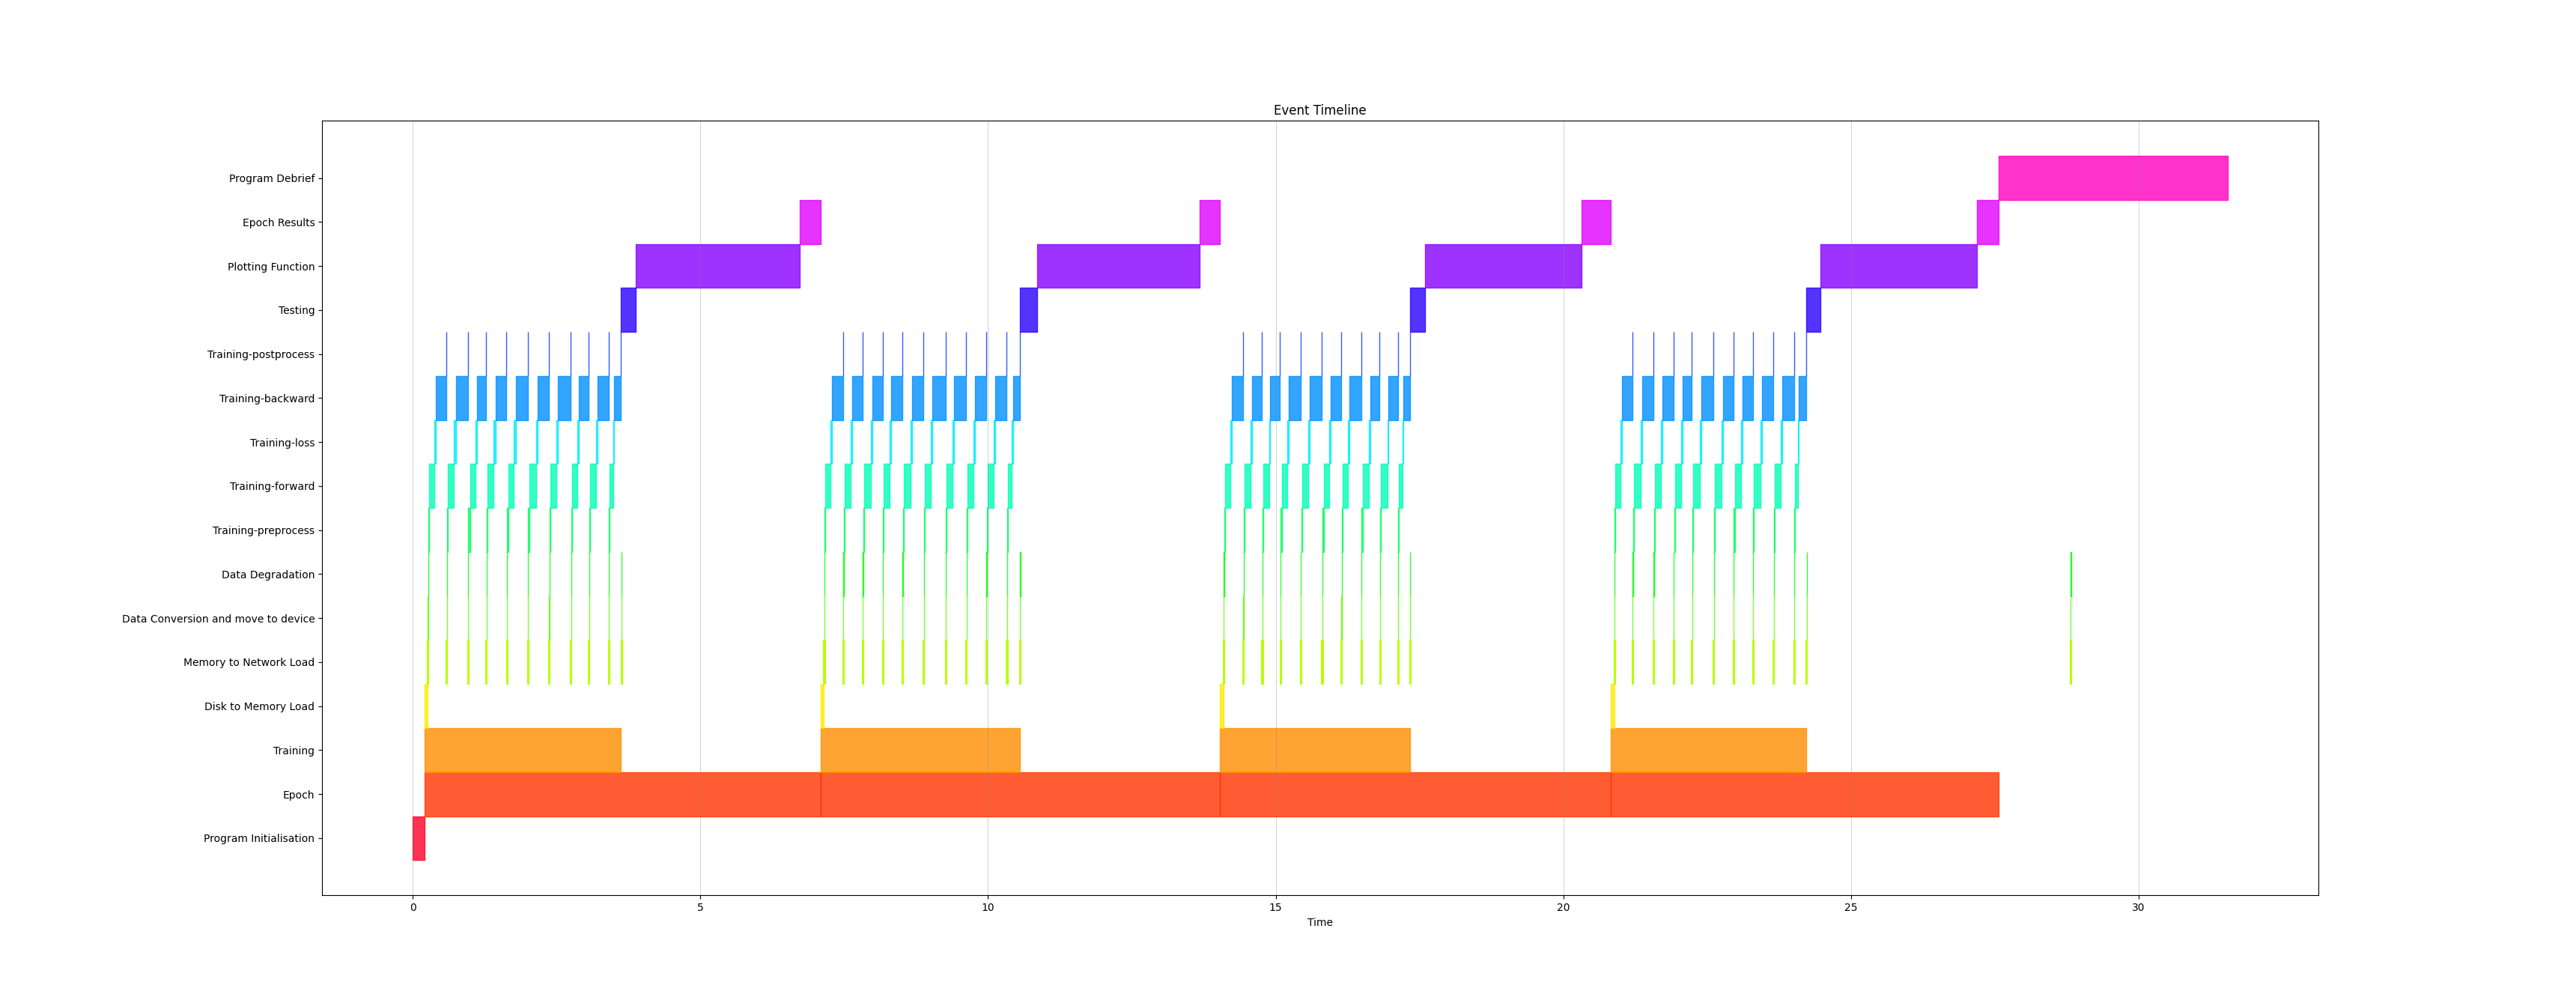 Event Timeline
Program Debrief
Epoch Results
Plotting Function
Testing
Training-postprocess
Training-backward
Training-loss
Training-forward
Training-preprocess
Data Degradation
Data Conversion and move to device
Memory to Network Load
Disk to Memory Load
Training
Epoch
Program Initialisation
0 5 10 15 20 25 30
Time